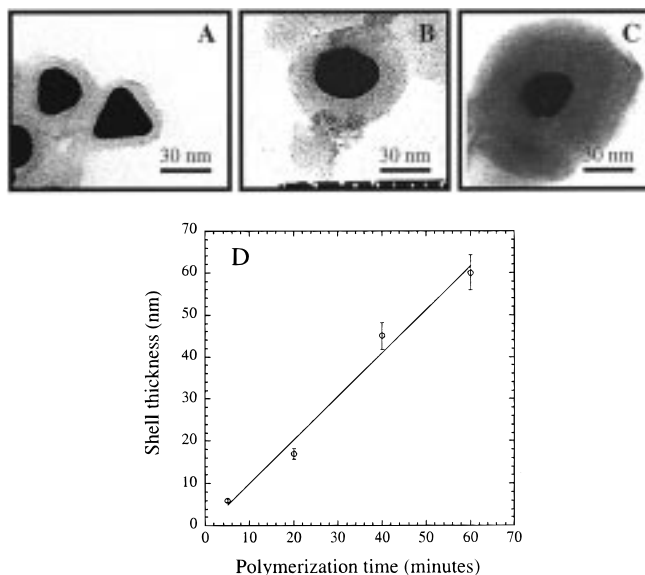 A
30 nm
B
30 nm
C
30 nm
D
Shell thickness (nm)
70
60
50
40
30
20
10
0
0 10 20 30 40 50 60 70
Polymerization time (minutes)